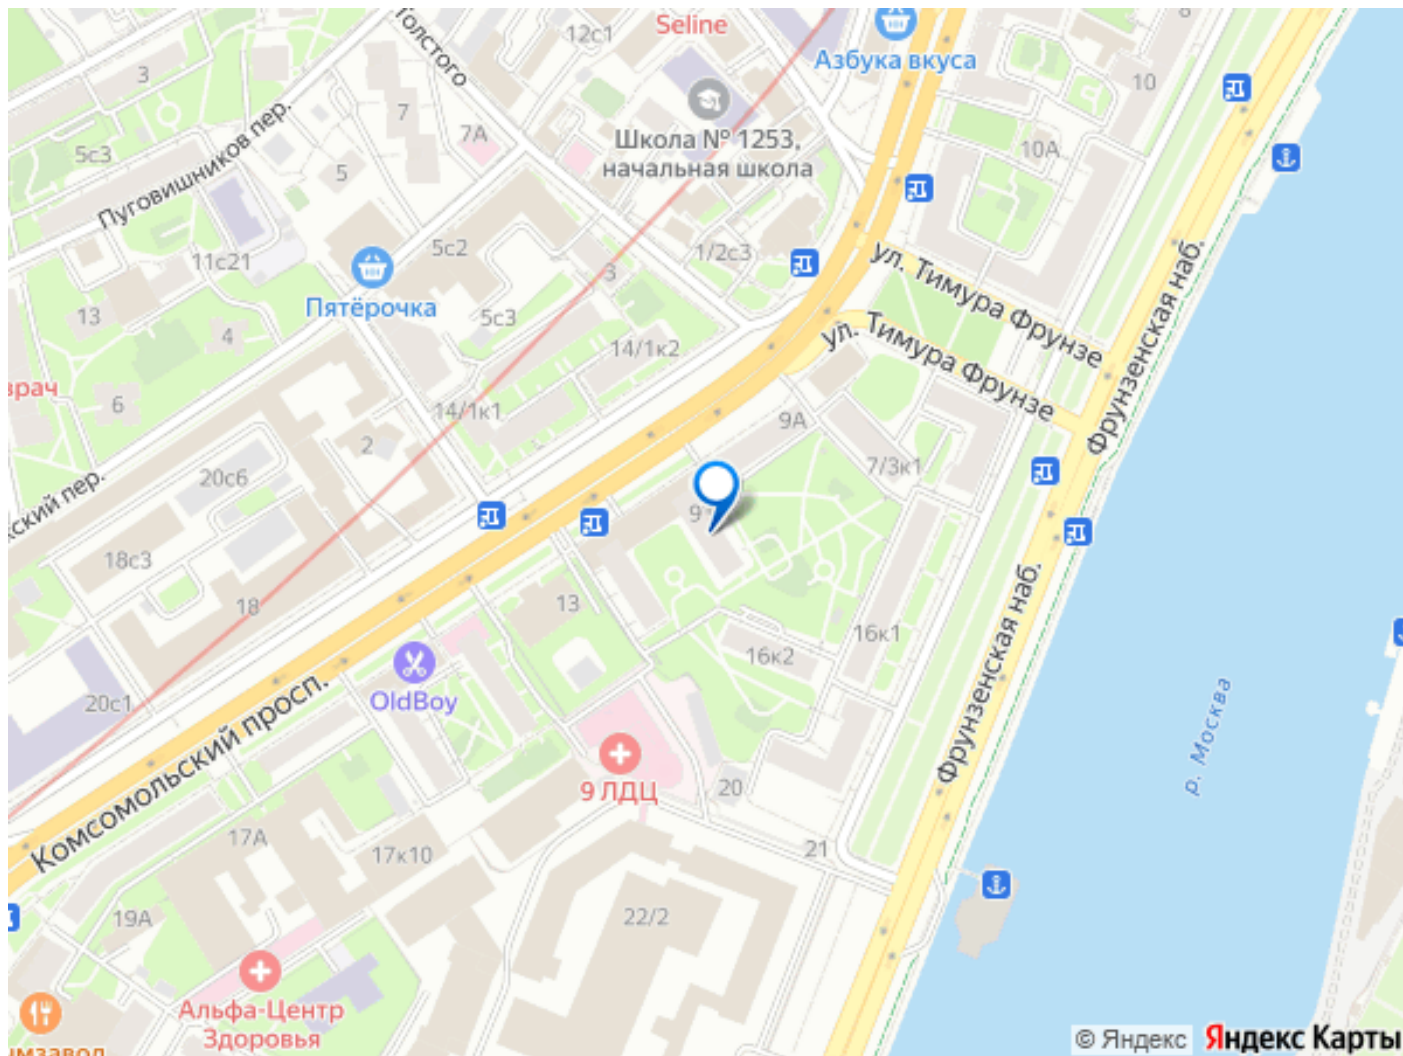 Толстого
12с1
Seline
8
Азбука вкуса
3
7
7А
10
Школа № 1253,
начальная школа
10А
5с3
5
Пуговишников пер.
11с21
5с2
1/2с3
ул. Тимура Фрунзе
Фрунзенская наб.
3
Пятёрочка
13
4
5с3
14/1к2
ул. Тимура Фрунзе
врач
6
14/1к1
9А
2
7/3к1
20с6
ский пер.
9
18с3
18
13
16к1
16к2
Фрунзенская наб.
OldBoy
20с1
р. Москва
Комсомольский просп.
9 ЛДЦ
20
17А
17к10
21
19А
22/2
Альфа-Центр
Здоровья
мзавод
© Яндекс Яндекс Карты